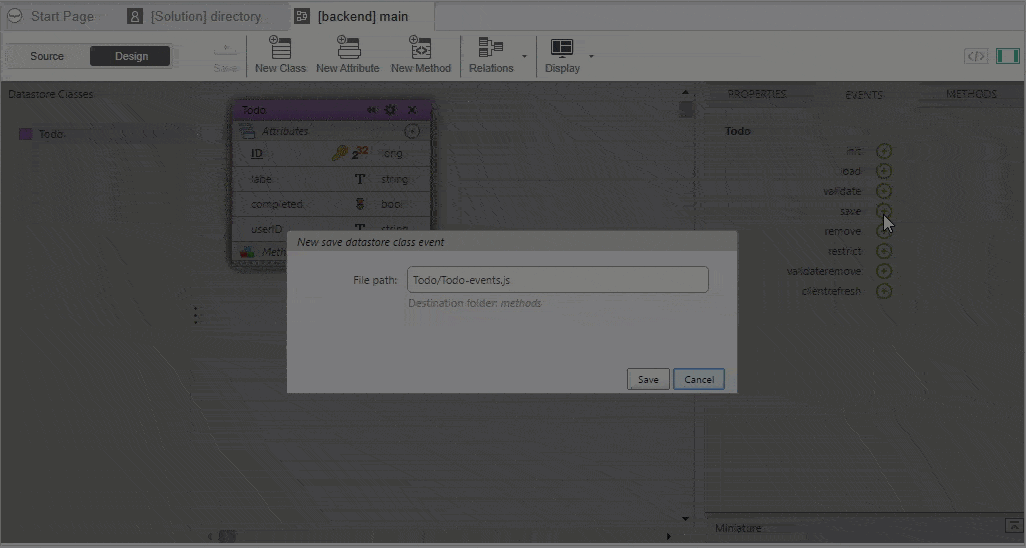 Start Page
[Solution] directory
[backend] main
Source
Design
Save
New Class
New Attribute
New Method
Relations
Display
Datastore Classes
Todo
Todo
Attributes
ID
2³²
long
label
T
string
completed
bool
userID
T
string
Meth
PROPERTIES
EVENTS
METHODS
Todo
init
load
validate
save
remove
restrict
validateremove
clientrefresh
New save datastore class event
File path:
Todo/Todo-events.js
Destination folder: methods
Save
Cancel
Miniature